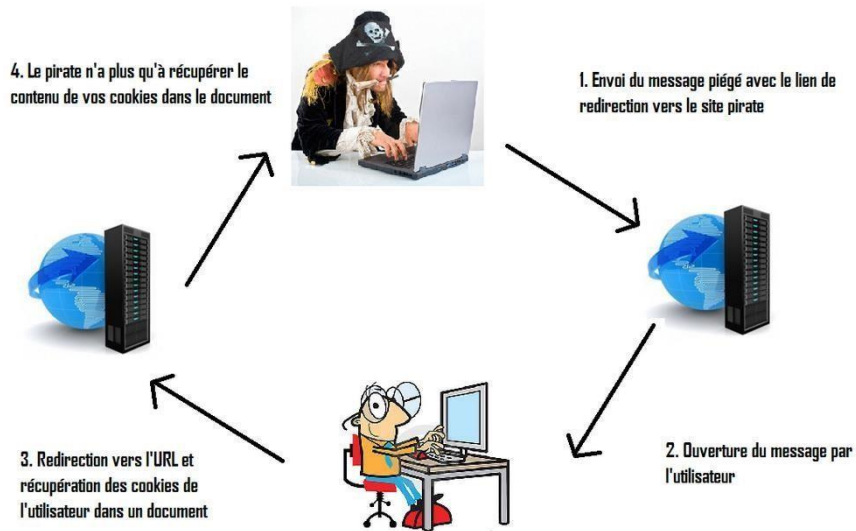 4. Le pirate n'a plus qu'à récupérer le
contenu de vos cookies dans le document
1. Envoi du message piégé avec le lien de
redirection vers le site pirate
2. Ouverture du message par
l'utilisateur
3. Redirection vers l'URL et
récupération des cookies de
l'utilisateur dans un document